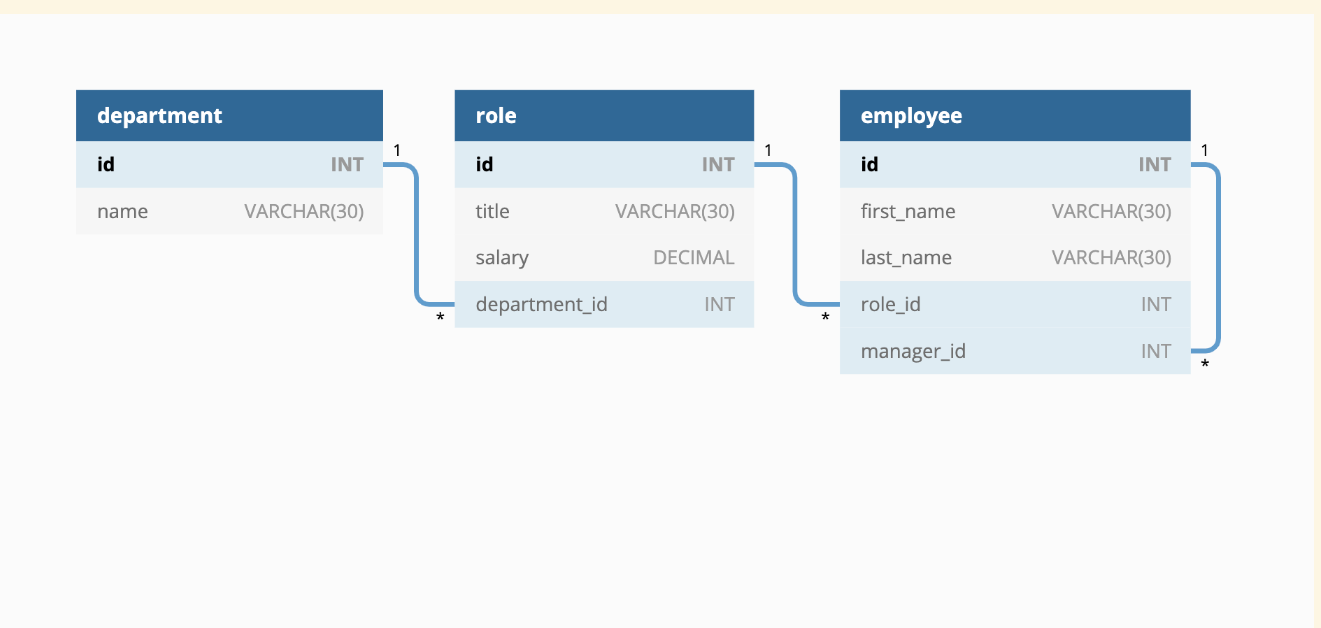 department
id INT
name VARCHAR(30)
1
*
role
id INT
title VARCHAR(30)
salary DECIMAL
department_id INT
1
*
employee
id INT
first_name VARCHAR(30)
last_name VARCHAR(30)
role_id INT
manager_id INT
1
*